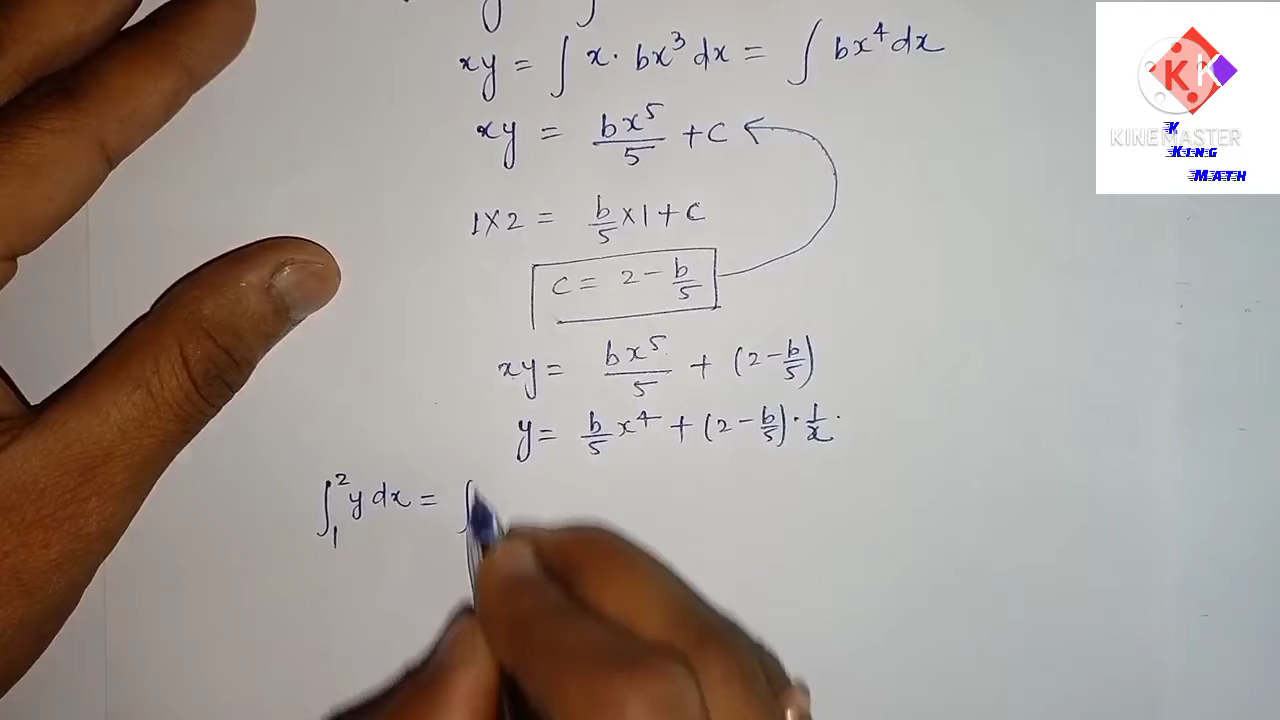 xy = ∫ x · bx³ dx = ∫ bx⁴ dx
xy = bx⁵/5 + c
1×2 = b/5 ×1 + c
c = 2 - b/5
xy = bx⁵/5 + (2 - b/5)
y = b/5 x⁴ + (2 - b/5) · 1/x ·
∫₁² y dx = ∫
K K
KINEMASTER
K
King
Math